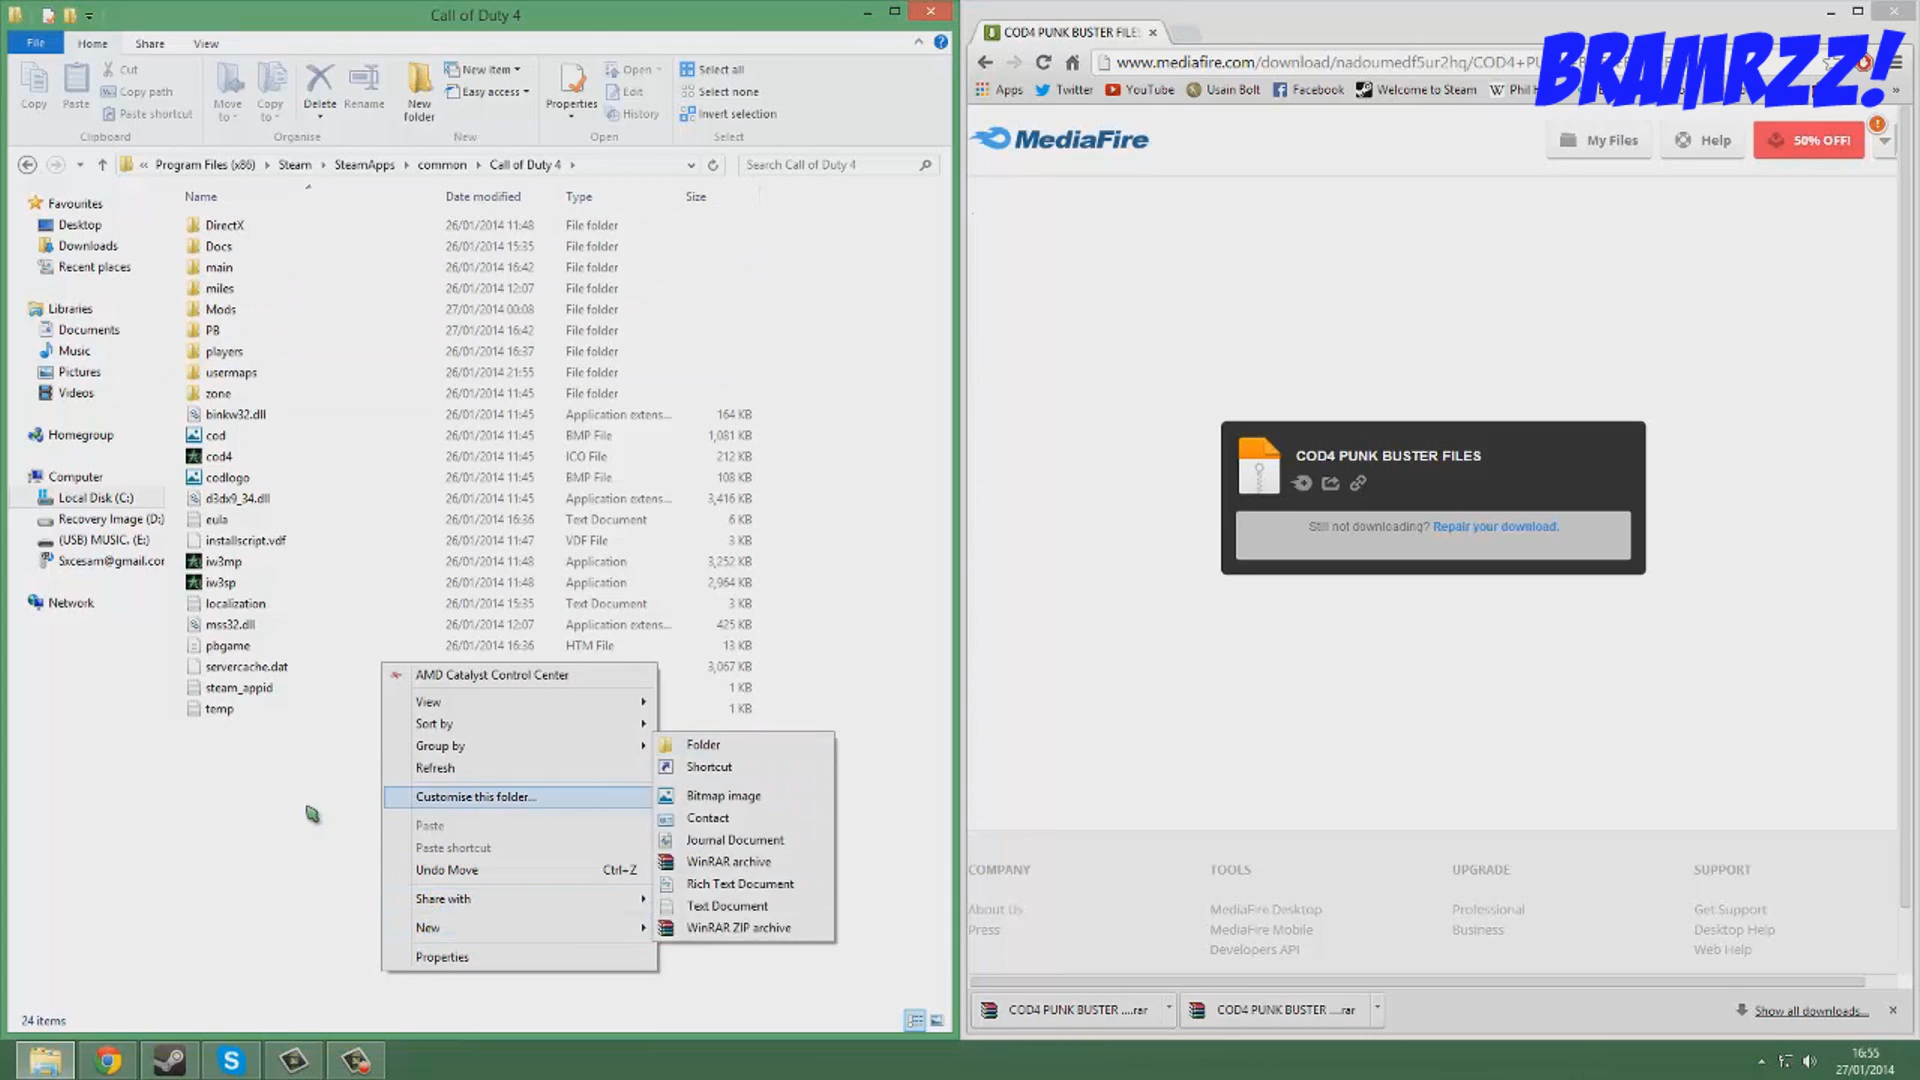 Call of Duty 4
File
Home
Share
View
Copy
Paste
Cut
Copy path
Paste shortcut
Clipboard
Move to
Copy to
Delete
Rename
Organise
New folder
New item
Easy access
New
Properties
Open
Edit
History
Open
Select all
Select none
Invert selection
Select
« Program Files (x86) Steam SteamApps common Call of Duty 4
Search Call of Duty 4
Favourites
Desktop
Downloads
Recent places
Libraries
Documents
Music
Pictures
Videos
Homegroup
Computer
Local Disk (C:)
Recovery Image (D:)
(USB) MUSIC. (E:)
Sxcesam@gmail.cor
Network
Name Date modified Type Size
DirectX 26/01/2014 11:48 File folder
Docs 26/01/2014 15:35 File folder
main 26/01/2014 16:42 File folder
miles 26/01/2014 12:07 File folder
Mods 27/01/2014 00:08 File folder
PB 27/01/2014 16:42 File folder
players 26/01/2014 16:37 File folder
usermaps 26/01/2014 21:55 File folder
zone 26/01/2014 11:45 File folder
binkw32.dll 26/01/2014 11:45 Application extens... 164 KB
cod 26/01/2014 11:45 BMP File 1,081 KB
cod4 26/01/2014 11:45 ICO File 212 KB
codlogo 26/01/2014 11:45 BMP File 108 KB
d3dx9_34.dll 26/01/2014 11:45 Application extens... 3,416 KB
eula 26/01/2014 16:36 Text Document 6 KB
installscript.vdf 26/01/2014 11:47 VDF File 3 KB
iw3mp 26/01/2014 11:48 Application 3,252 KB
iw3sp 26/01/2014 11:48 Application 2,964 KB
localization 26/01/2014 15:35 Text Document 3 KB
mss32.dll 26/01/2014 12:07 Application extens... 425 KB
pbgame 26/01/2014 16:36 HTM File 13 KB
servercache.dat 3,067 KB
steam_appid 1 KB
temp 1 KB
AMD Catalyst Control Center
View
Sort by
Group by
Refresh
Customise this folder...
Paste
Paste shortcut
Undo Move Ctrl+Z
Share with
New
Properties
Folder
Shortcut
Bitmap image
Contact
Journal Document
WinRAR archive
Rich Text Document
Text Document
WinRAR ZIP archive
24 items
COD4 PUNK BUSTER FILE
www.mediafire.com/download/nadoumedf5ur2hq/COD4+PU
BRAMRZZ!
Apps
Twitter
YouTube
Usain Bolt
Facebook
Welcome to Steam
Phil
MediaFire
My Files
Help
50% OFF!
COD4 PUNK BUSTER FILES
Still not downloading? Repair your download.
COMPANY
About Us
Press
TOOLS
MediaFire Desktop
MediaFire Mobile
Developers API
UPGRADE
Professional
Business
SUPPORT
Get Support
Desktop Help
Web Help
COD4 PUNK BUSTER ....rar
COD4 PUNK BUSTER ....rar
Show all downloads...
16:55
27/01/2014